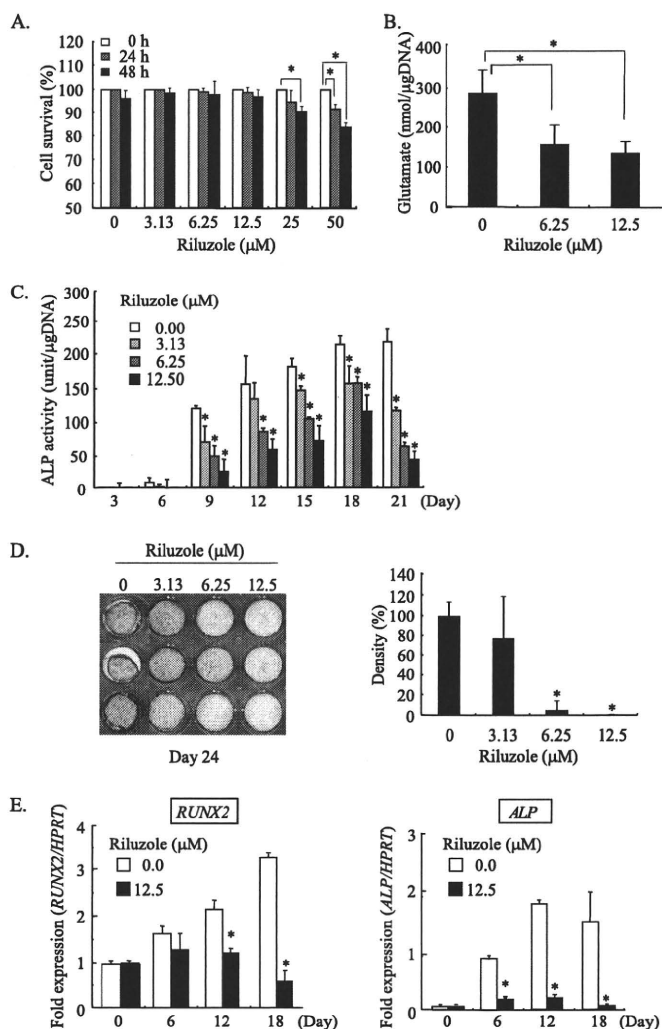 A.
120
110
100
90
80
70
60
50
Cell survival (%)
0 h
24 h
48 h
* * *
0 3.13 6.25 12.5 25 50
Riluzole (µM)
B.
400
300
200
100
0
Glutamate (nmol/µgDNA)
* *
0 6.25 12.5
Riluzole (µM)
C.
300
250
200
150
100
50
0
ALP activity (unit/µgDNA)
Riluzole (µM)
0.00
3.13
6.25
12.50
* * * * * * * * * * * * * *
3 6 9 12 15 18 21 (Day)
D.
Riluzole (µM)
0 3.13 6.25 12.5
Day 24
140
120
100
80
60
40
20
0
Density (%)
* *
0 3.13 6.25 12.5
Riluzole (µM)
E.
RUNX2
4
3
2
1
0
Fold expression (RUNX2/HPRT)
Riluzole (µM)
0.0
12.5
* *
0 6 12 18 (Day)
ALP
3
2
1
0
Fold expression (ALP/HPRT)
Riluzole (µM)
0.0
12.5
* * *
0 6 12 18 (Day)